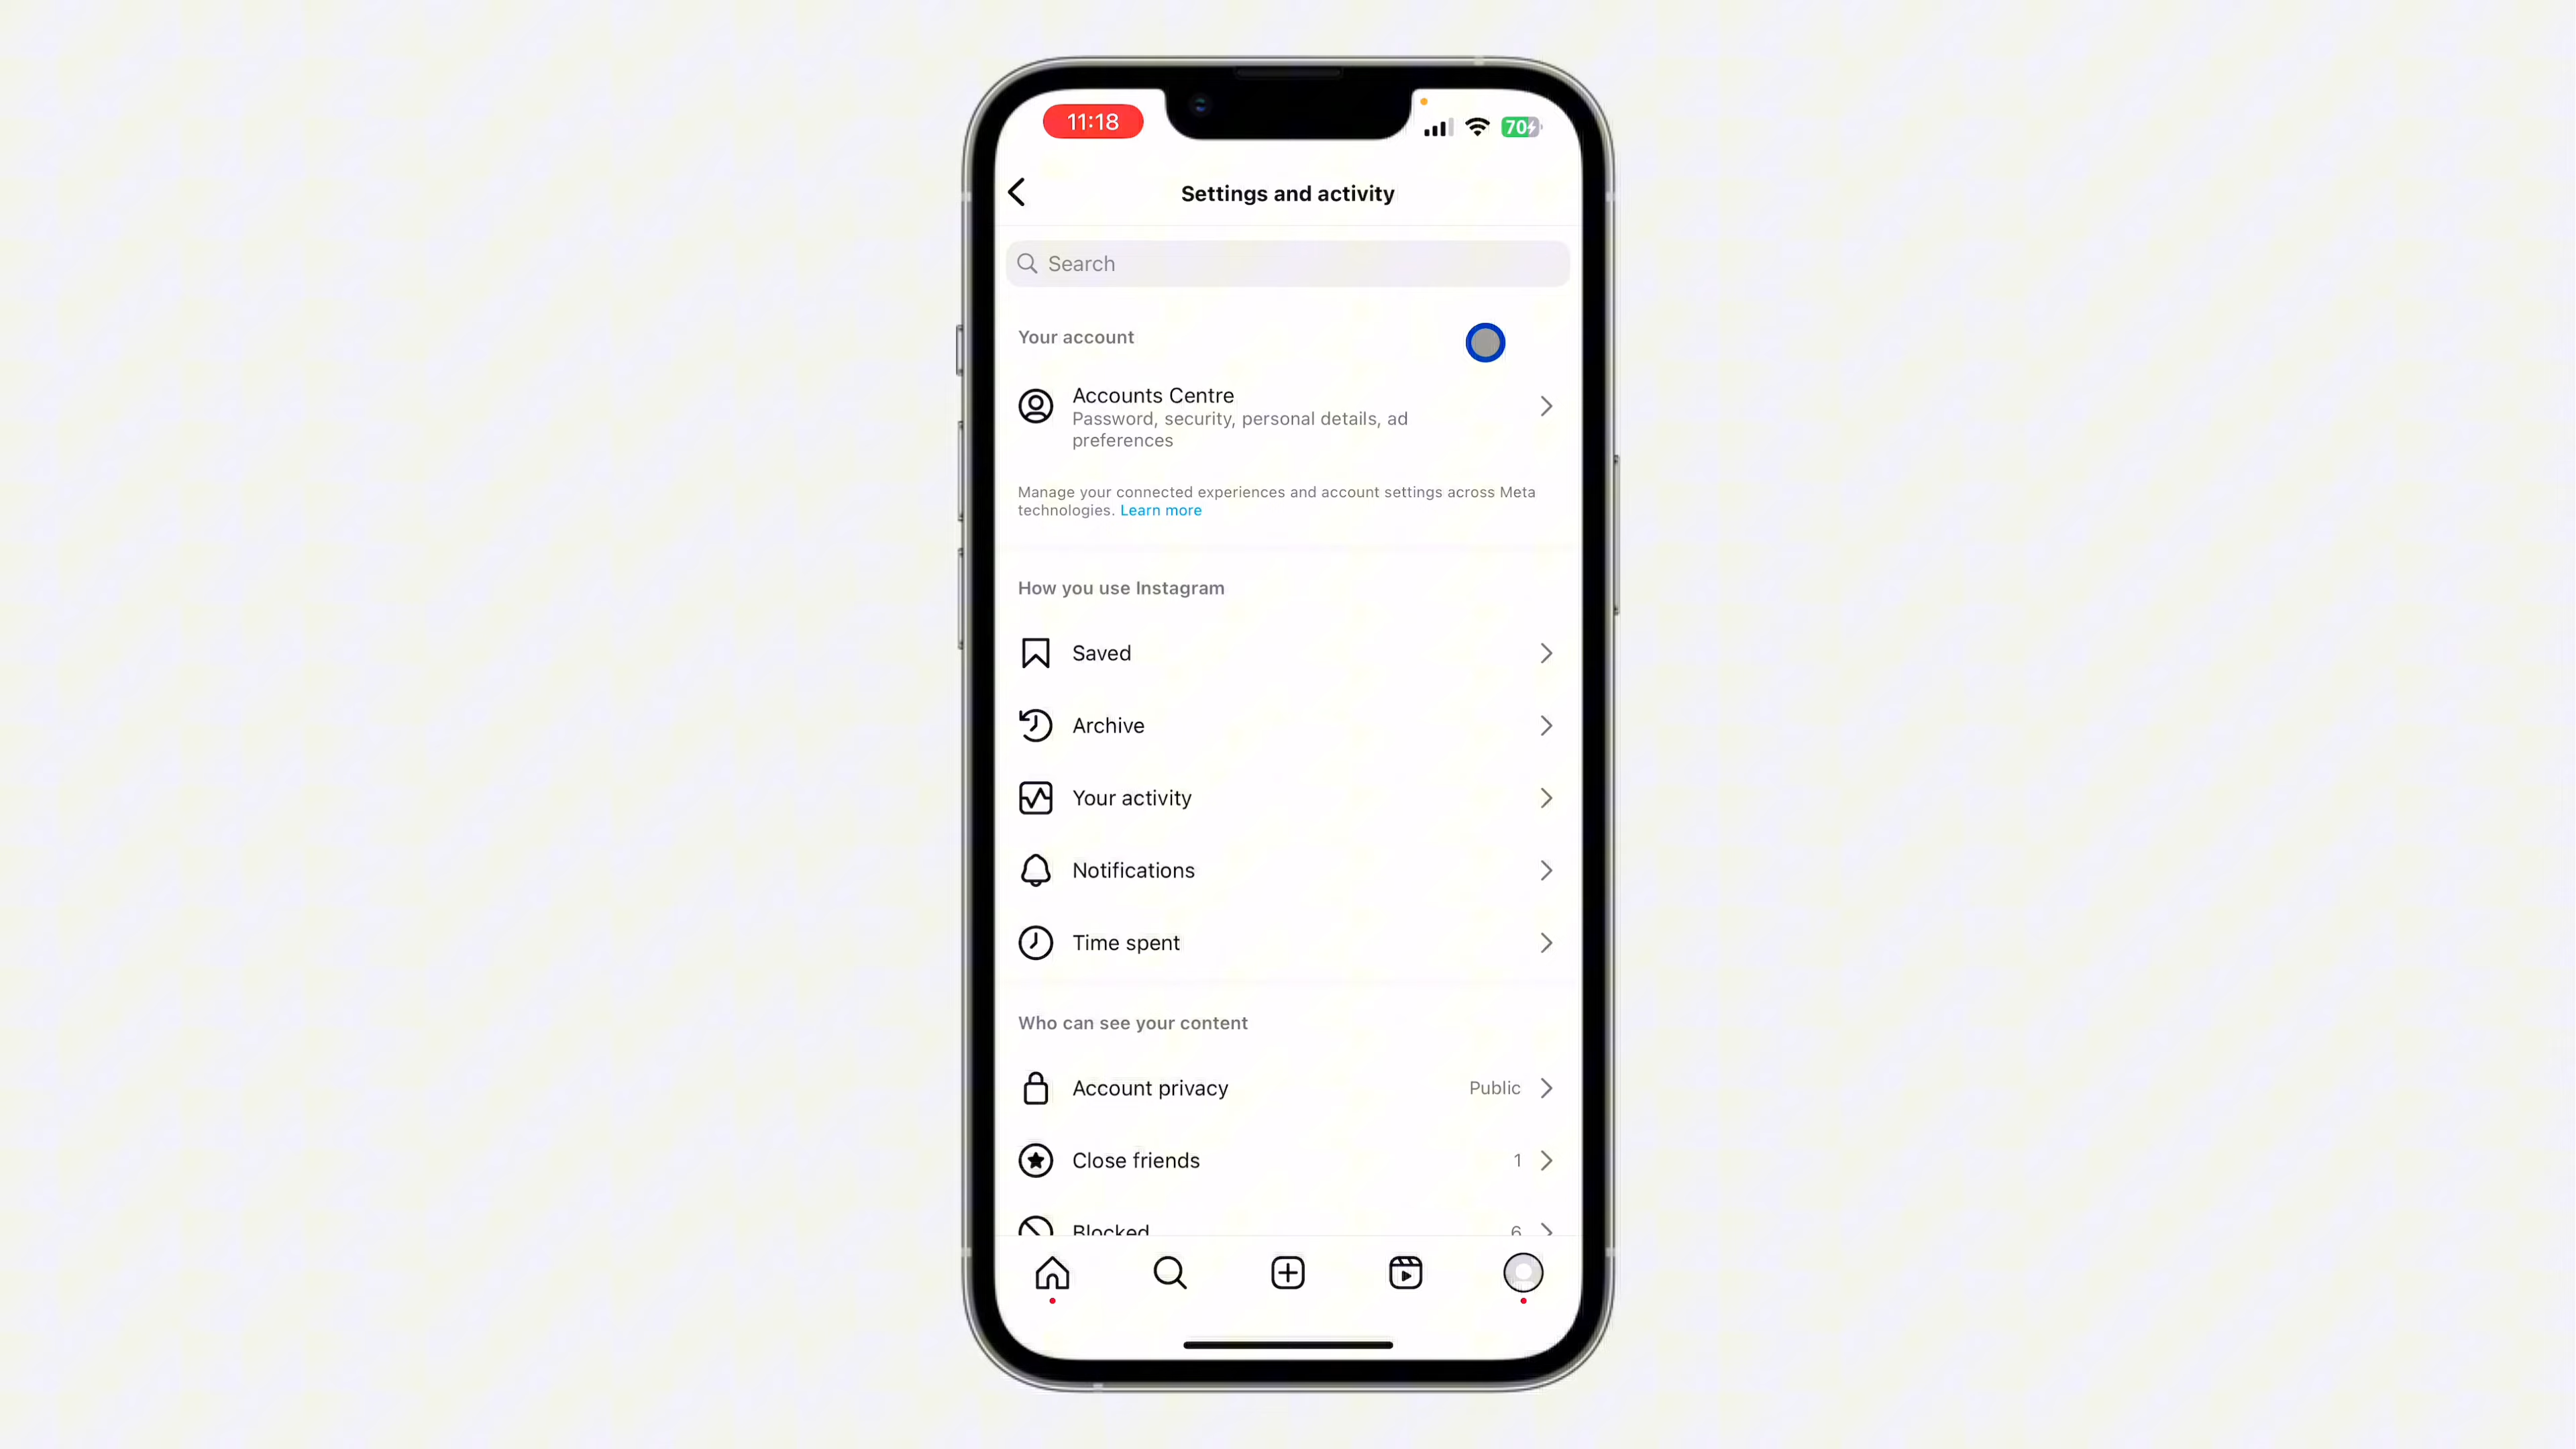 11:18
70
Settings and activity
Search
Your account
Accounts Centre
Password, security, personal details, ad
preferences
Manage your connected experiences and account settings across Meta
technologies. Learn more
How you use Instagram
Saved
Archive
Your activity
Notifications
Time spent
Who can see your content
Account privacy Public
Close friends 1
Blocked 6